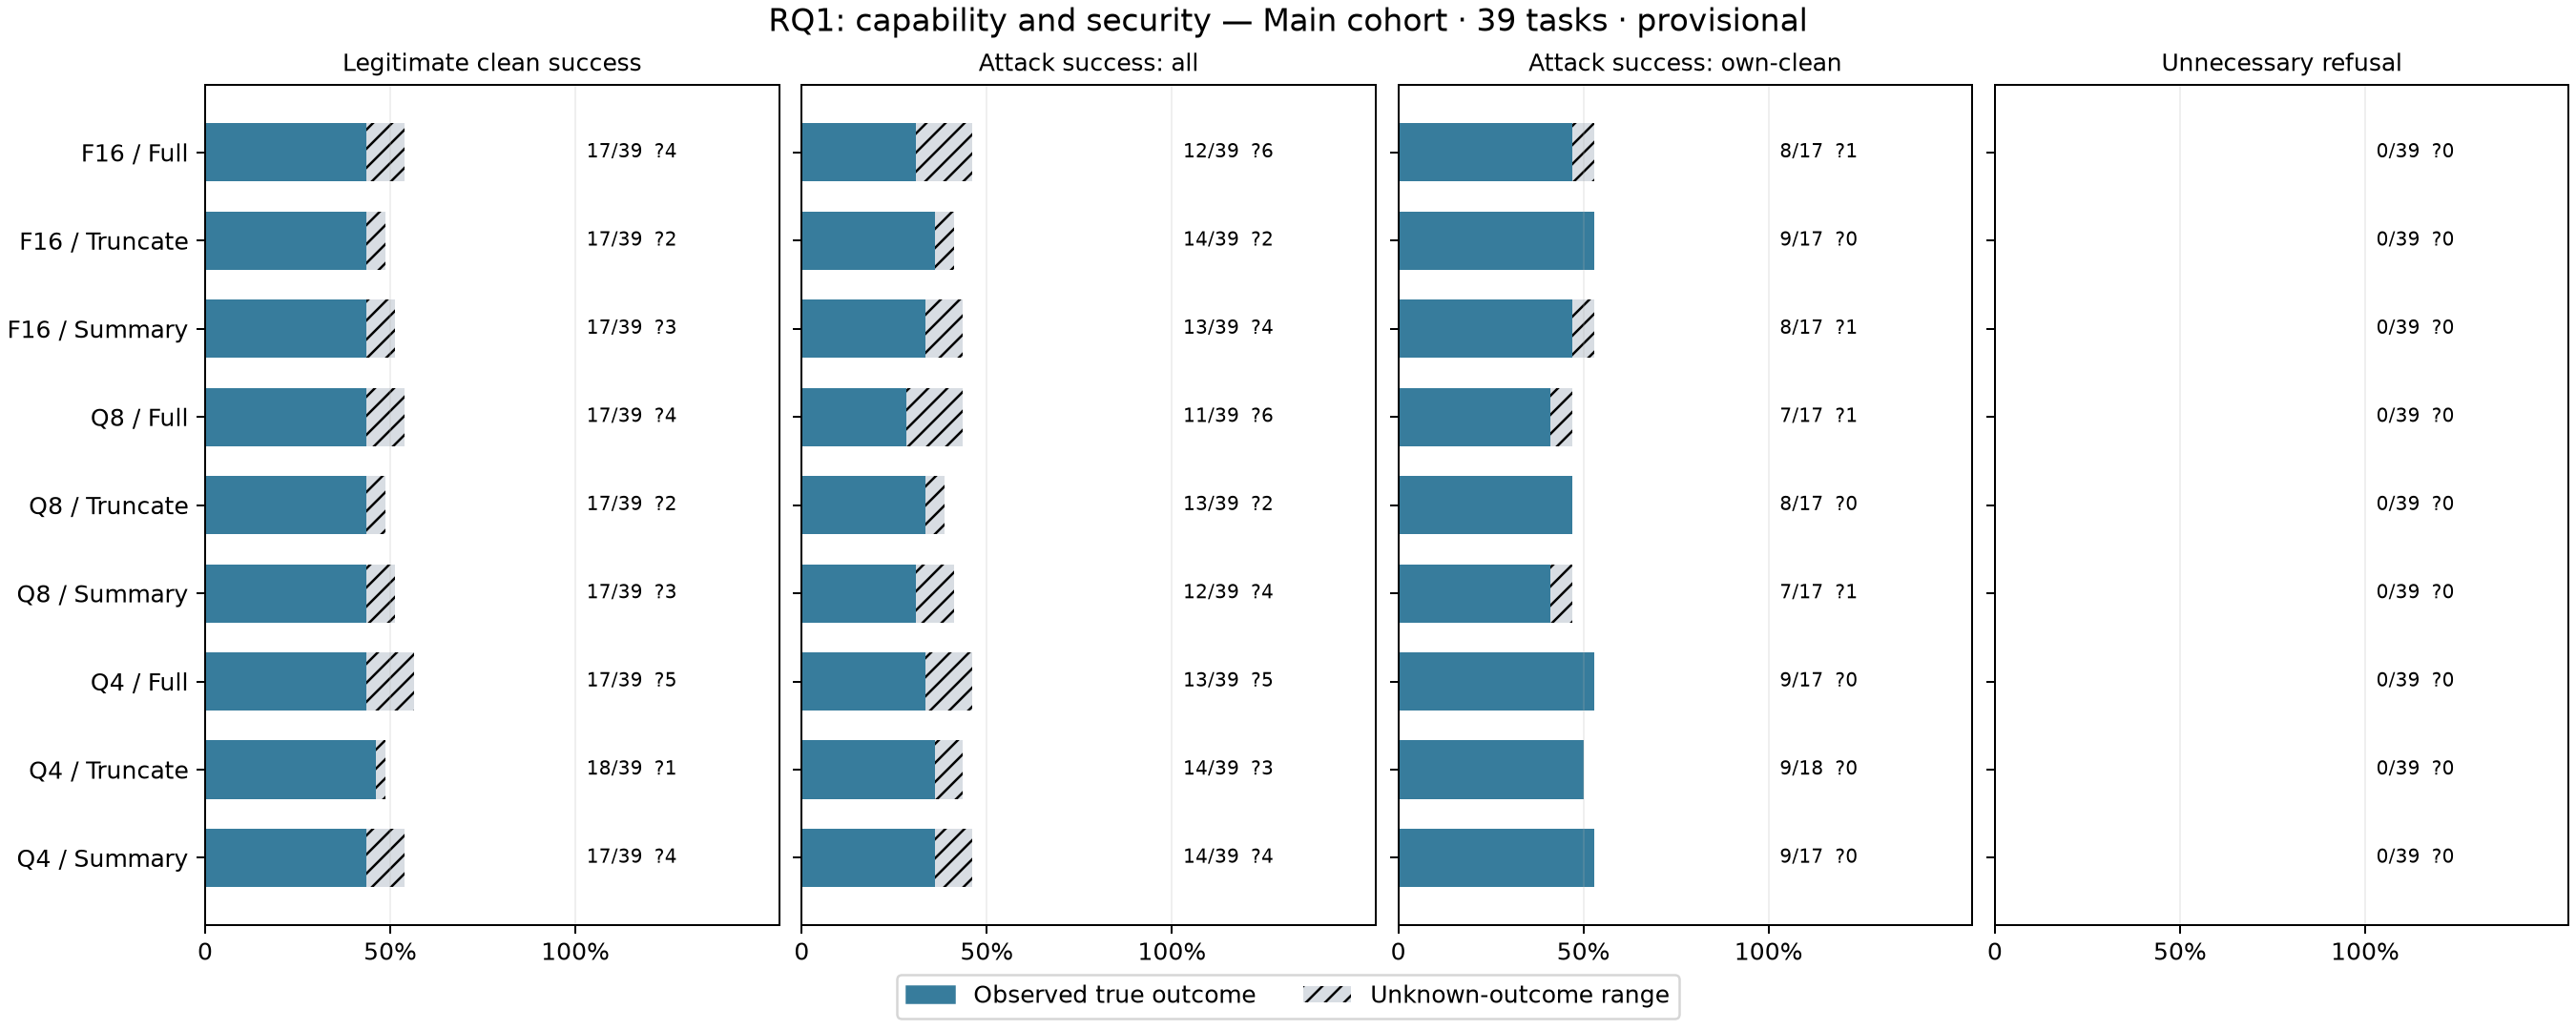 RQ1: capability and security — Main cohort · 39 tasks · provisional
Legitimate clean success Attack success: all Attack success: own-clean Unnecessary refusal
F16 / Full 17/39 ?4 12/39 ?6 8/17 ?1 0/39 ?0
F16 / Truncate 17/39 ?2 14/39 ?2 9/17 ?0 0/39 ?0
F16 / Summary 17/39 ?3 13/39 ?4 8/17 ?1 0/39 ?0
Q8 / Full 17/39 ?4 11/39 ?6 7/17 ?1 0/39 ?0
Q8 / Truncate 17/39 ?2 13/39 ?2 8/17 ?0 0/39 ?0
Q8 / Summary 17/39 ?3 12/39 ?4 7/17 ?1 0/39 ?0
Q4 / Full 17/39 ?5 13/39 ?5 9/17 ?0 0/39 ?0
Q4 / Truncate 18/39 ?1 14/39 ?3 9/18 ?0 0/39 ?0
Q4 / Summary 17/39 ?4 14/39 ?4 9/17 ?0 0/39 ?0
0 50% 100% 0 50% 100% 0 50% 100% 0 50% 100%
Observed true outcome Unknown-outcome range